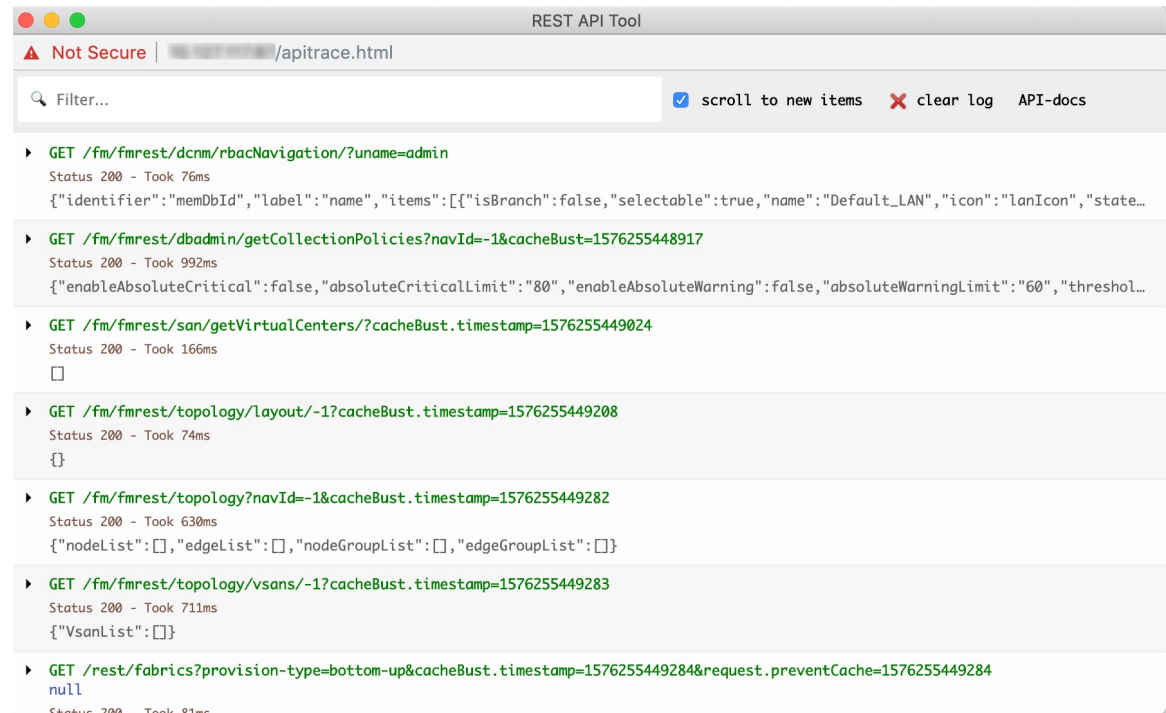 REST API Tool
Not Secure /apitrace.html
Filter... scroll to new items clear log API-docs
GET /fm/fmrest/dcnm/rbacNavigation/?uname=admin
Status 200 - Took 76ms
{"identifier":"memDbId","label":"name","items":[{"isBranch":false,"selectable":true,"name":"Default_LAN","icon":"lanIcon","state…
GET /fm/fmrest/dbadmin/getCollectionPolicies?navId=-1&cacheBust=1576255448917
Status 200 - Took 992ms
{"enableAbsoluteCritical":false,"absoluteCriticalLimit":"80","enableAbsoluteWarning":false,"absoluteWarningLimit":"60","threshol…
GET /fm/fmrest/san/getVirtualCenters/?cacheBust.timestamp=1576255449024
Status 200 - Took 166ms
[]
GET /fm/fmrest/topology/layout/-1?cacheBust.timestamp=1576255449208
Status 200 - Took 74ms
{}
GET /fm/fmrest/topology?navId=-1&cacheBust.timestamp=1576255449282
Status 200 - Took 630ms
{"nodeList":[],"edgeList":[],"nodeGroupList":[],"edgeGroupList":[]}
GET /fm/fmrest/topology/vsans/-1?cacheBust.timestamp=1576255449283
Status 200 - Took 711ms
{"VsanList":[]}
GET /rest/fabrics?provision-type=bottom-up&cacheBust.timestamp=1576255449284&request.preventCache=1576255449284
null
Status 200 - Took 81ms